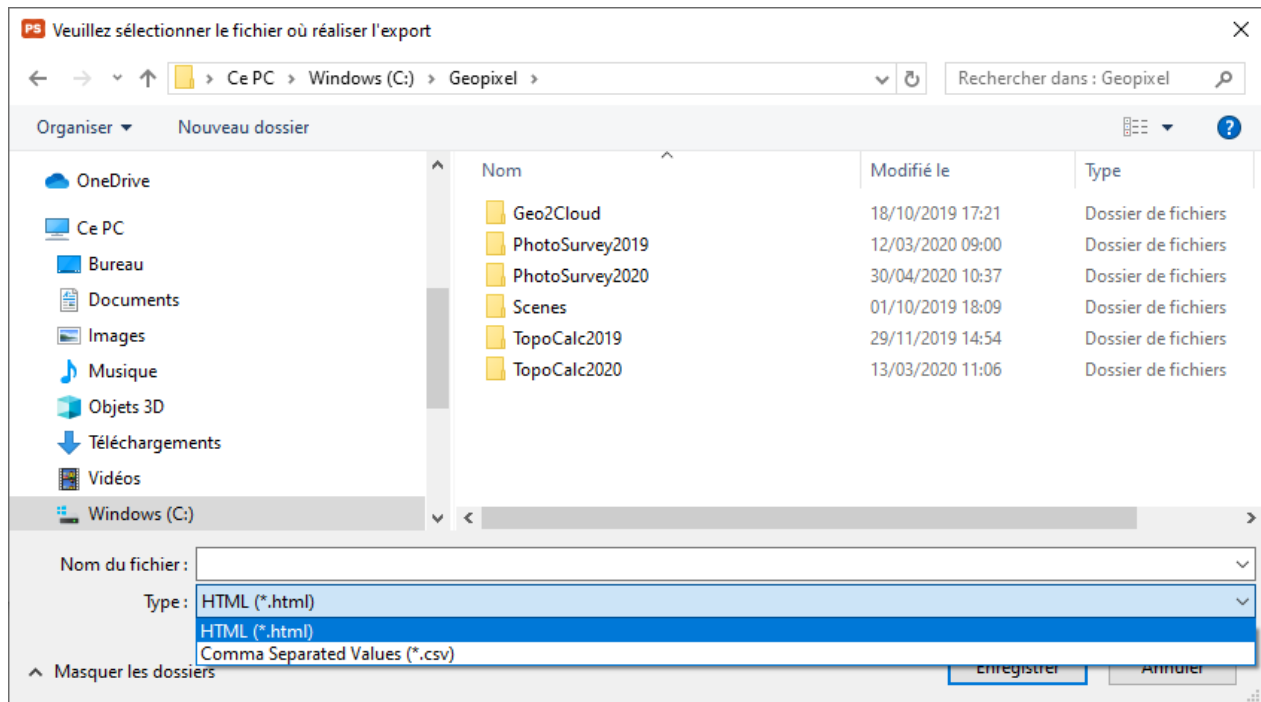 PS Veuillez sélectionner le fichier où réaliser l'export
Ce PC > Windows (C:) > Geopixel > Rechercher dans : Geopixel
Organiser Nouveau dossier ?
OneDrive
Ce PC
Bureau
Documents
Images
Musique
Objets 3D
Téléchargements
Vidéos
Windows (C:)
Nom Modifié le Type
Geo2Cloud 18/10/2019 17:21 Dossier de fichiers
PhotoSurvey2019 12/03/2020 09:00 Dossier de fichiers
PhotoSurvey2020 30/04/2020 10:37 Dossier de fichiers
Scenes 01/10/2019 18:09 Dossier de fichiers
TopoCalc2019 29/11/2019 14:54 Dossier de fichiers
TopoCalc2020 13/03/2020 11:06 Dossier de fichiers
Nom du fichier :
Type : HTML (*.html)
HTML (*.html)
Comma Separated Values (*.csv)
Masquer les dossiers Enregistrer Annuler